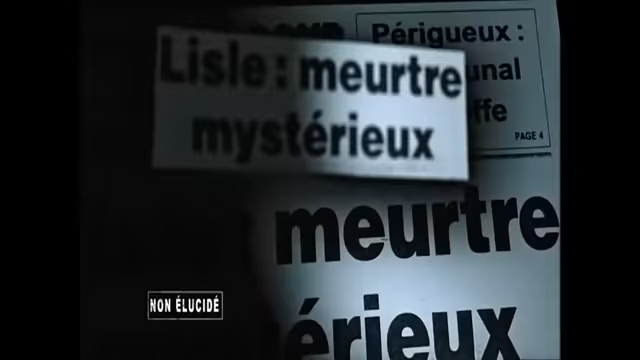 Périgueux :
Lisle : meurtre
mystérieux
unal
ffe
PAGE 4
meurtre
érieux
NON ÉLUCIDÉ